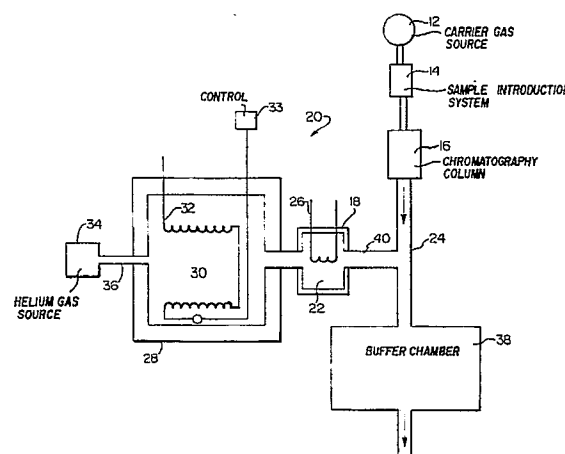 12
CARRIER GAS
SOURCE
14
SAMPLE INTRODUCTION
SYSTEM
CONTROL
33
20
16
CHROMATOGRAPHY
COLUMN
26
18
32
40
24
34
30
36
22
HELIUM GAS
SOURCE
28
BUFFER CHAMBER
38